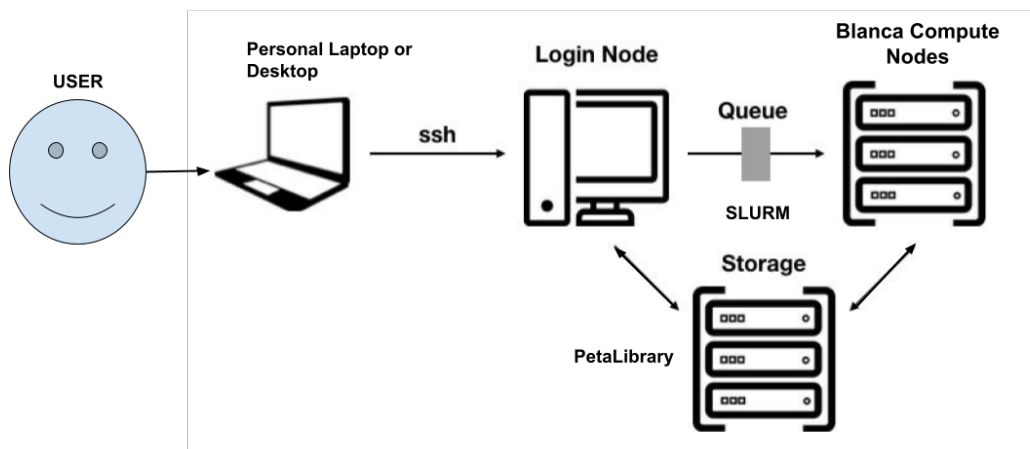 USER
Personal Laptop or
Desktop
ssh
Login Node
Queue
SLURM
Blanca Compute
Nodes
Storage
PetaLibrary